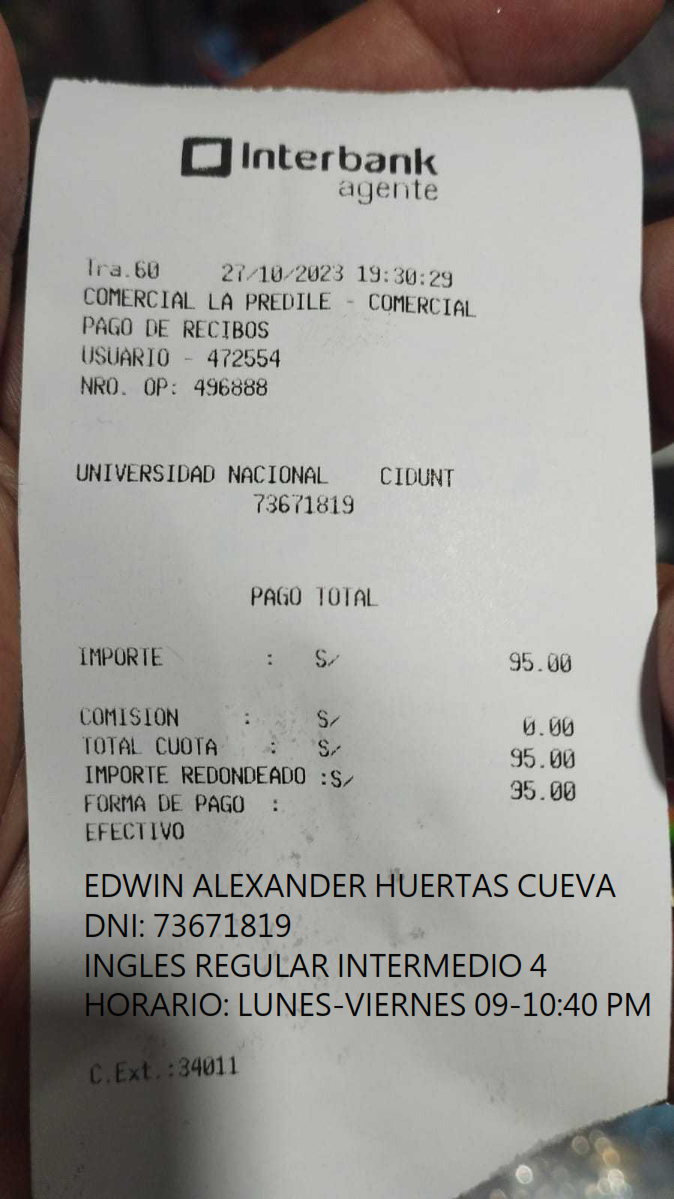 Interbank
agente
Tra.60 27/10/2023 19:30:29
COMERCIAL LA PREDILE - COMERCIAL
PAGO DE RECIBOS
USUARIO - 472554
NRO. OP: 496888
UNIVERSIDAD NACIONAL CIDUNT
73671819
PAGO TOTAL
IMPORTE : S/ 95.00
COMISION : S/ 0.00
TOTAL CUOTA : S/ 95.00
IMPORTE REDONDEADO :S/ 95.00
FORMA DE PAGO :
EFECTIVO
EDWIN ALEXANDER HUERTAS CUEVA
DNI: 73671819
INGLES REGULAR INTERMEDIO 4
HORARIO: LUNES-VIERNES 09-10:40 PM
C.Ext.:34011